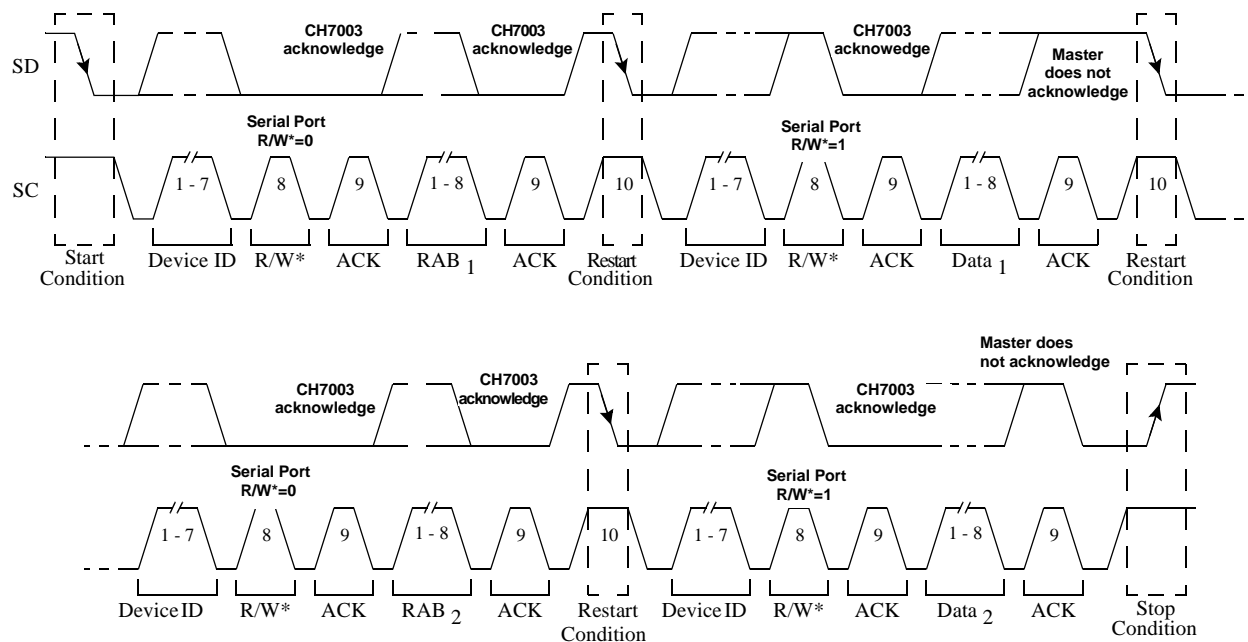 CH7003 acknowledge
CH7003 acknowledge
CH7003 acknowedge
Master does not acknowledge
SD
Serial Port R/W*=0
Serial Port R/W*=1
SC
1 - 7
8
9
1 - 8
9
10
1 - 7
8
9
1 - 8
9
10
Start Condition
Device ID
R/W*
ACK
RAB 1
ACK
Restart Condition
Device ID
R/W*
ACK
Data 1
ACK
Restart Condition
CH7003 acknowledge
CH7003 acknowledge
CH7003 acknowledge
Master does not acknowledge
Serial Port R/W*=0
Serial Port R/W*=1
1 - 7
8
9
1 - 8
9
10
1 - 7
8
9
1 - 8
9
Device ID
R/W*
ACK
RAB 2
ACK
Restart Condition
Device ID
R/W*
ACK
Data 2
ACK
Stop Condition